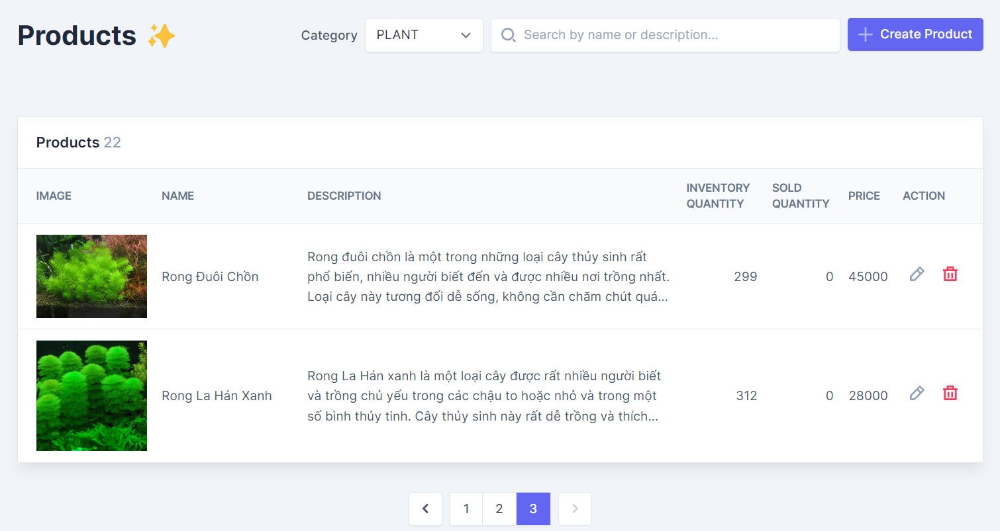 Products
Category
PLANT
Search by name or description...
Create Product
Products 22
IMAGE
NAME
DESCRIPTION
INVENTORY
QUANTITY
SOLD
QUANTITY
PRICE
ACTION
Rong Đuôi Chồn
Rong đuôi chồn là một trong những loại cây thủy sinh rất
phổ biến, nhiều người biết đến và được nhiều nơi trồng nhất.
Loại cây này tương đối dễ sống, không cần chăm chút quá...
299
0
45000
Rong La Hán Xanh
Rong La Hán xanh là một loại cây được rất nhiều người biết
và trồng chủ yếu trong các chậu to hoặc nhỏ và trong một
số bình thủy tinh. Cây thủy sinh này rất dễ trồng và thích...
312
0
28000
1
2
3